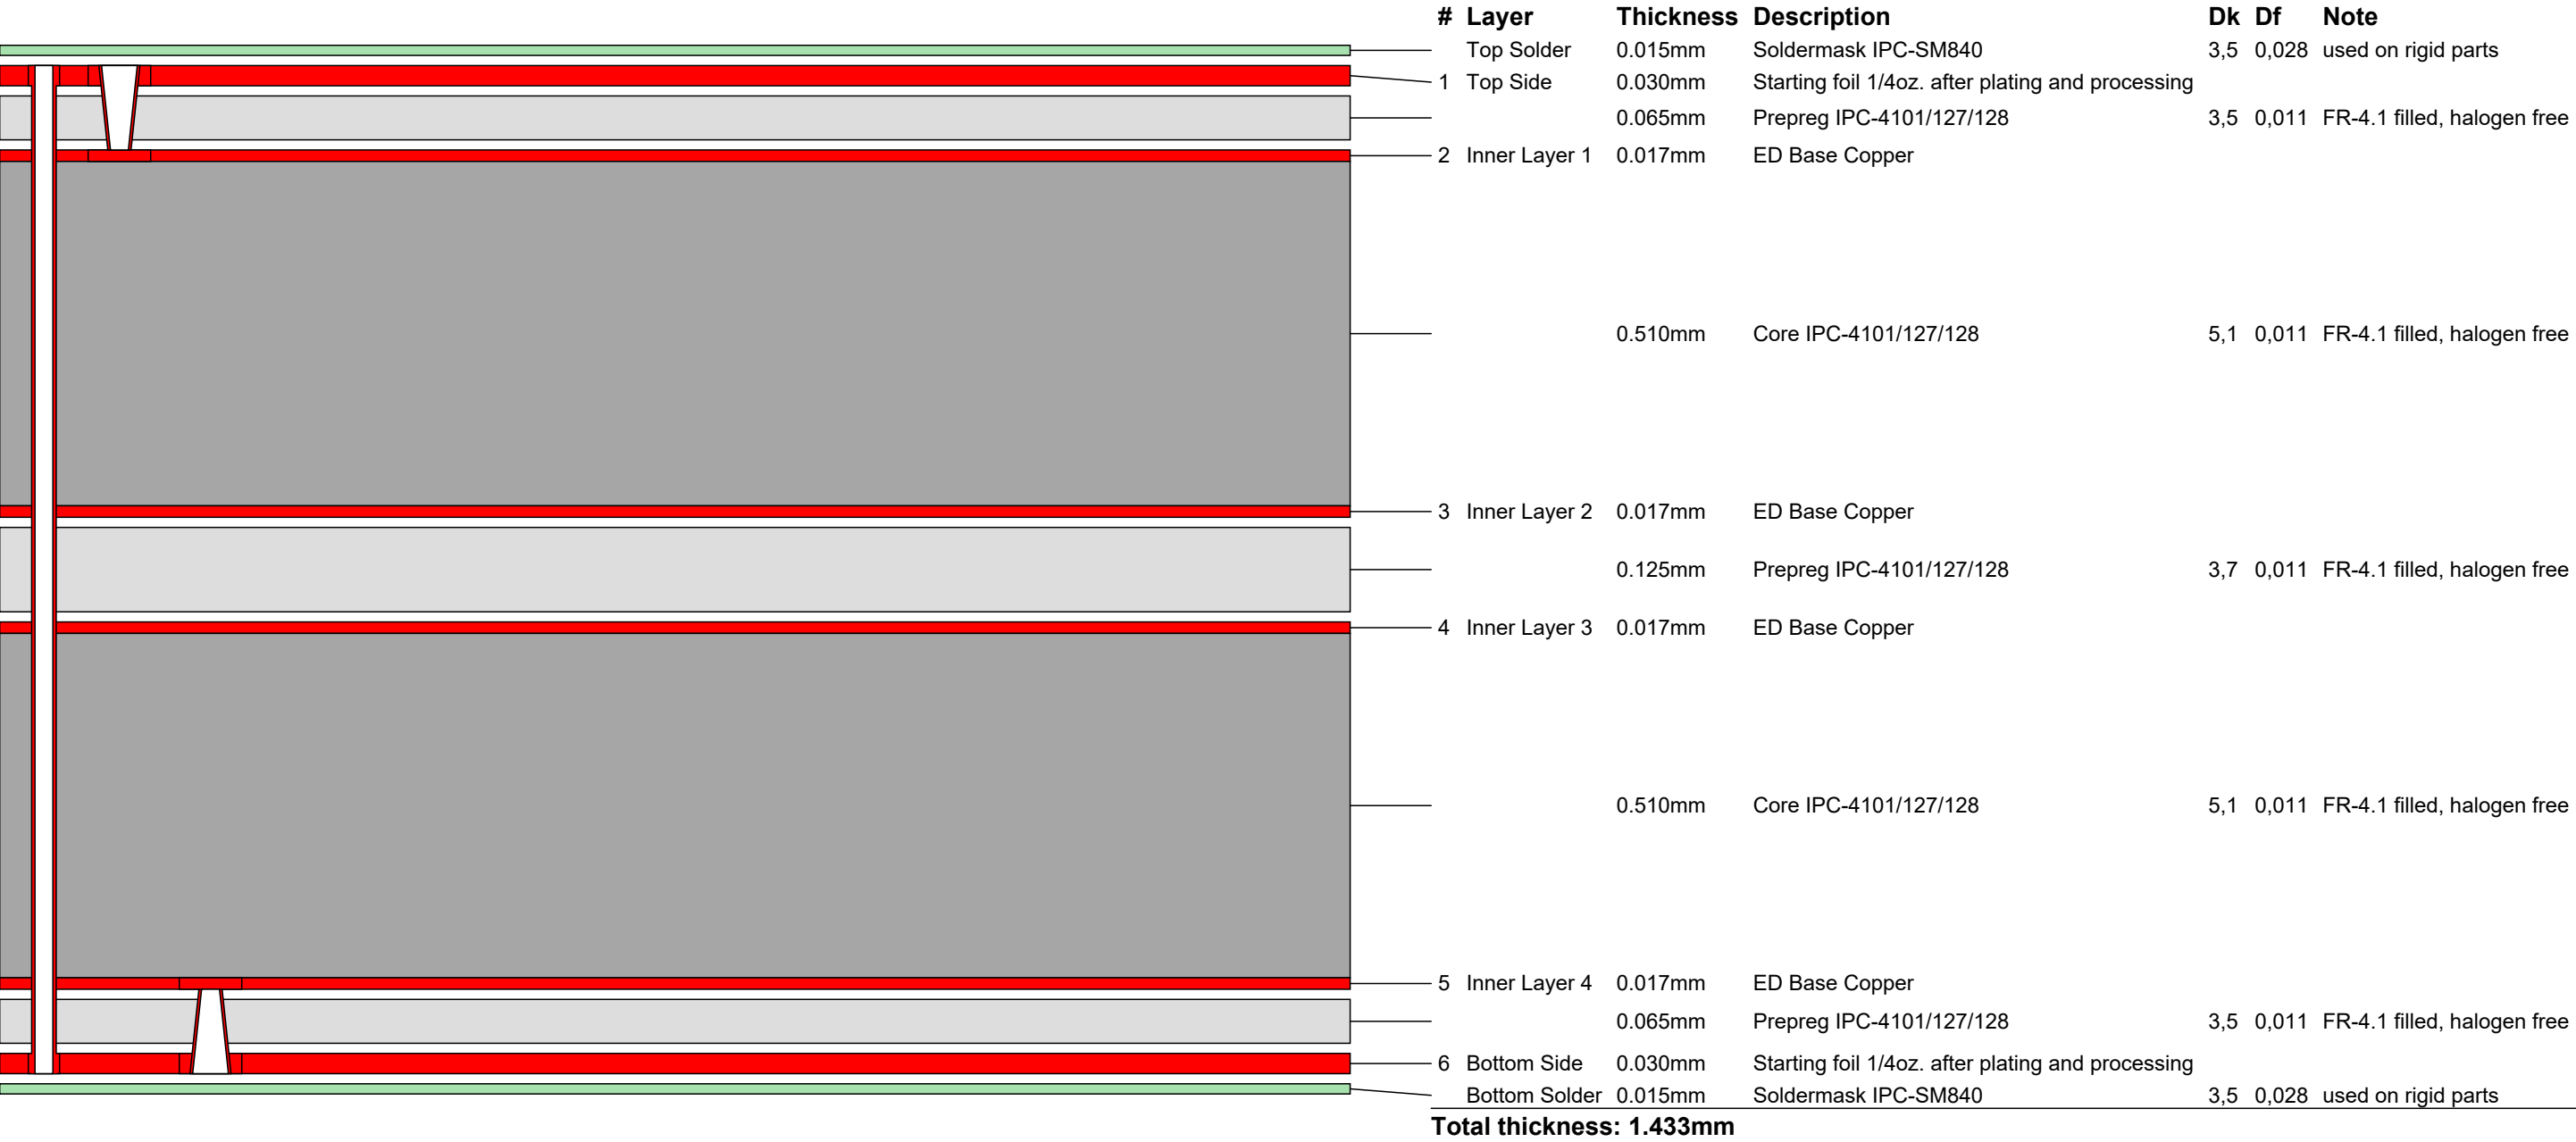 # Layer Thickness Description Dk Df Note
Top Solder 0.015mm Soldermask IPC-SM840 3,5 0,028 used on rigid parts
1 Top Side 0.030mm Starting foil 1/4oz. after plating and processing
0.065mm Prepreg IPC-4101/127/128 3,5 0,011 FR-4.1 filled, halogen free
2 Inner Layer 1 0.017mm ED Base Copper
0.510mm Core IPC-4101/127/128 5,1 0,011 FR-4.1 filled, halogen free
3 Inner Layer 2 0.017mm ED Base Copper
0.125mm Prepreg IPC-4101/127/128 3,7 0,011 FR-4.1 filled, halogen free
4 Inner Layer 3 0.017mm ED Base Copper
0.510mm Core IPC-4101/127/128 5,1 0,011 FR-4.1 filled, halogen free
5 Inner Layer 4 0.017mm ED Base Copper
0.065mm Prepreg IPC-4101/127/128 3,5 0,011 FR-4.1 filled, halogen free
6 Bottom Side 0.030mm Starting foil 1/4oz. after plating and processing
Bottom Solder 0.015mm Soldermask IPC-SM840 3,5 0,028 used on rigid parts
Total thickness: 1.433mm